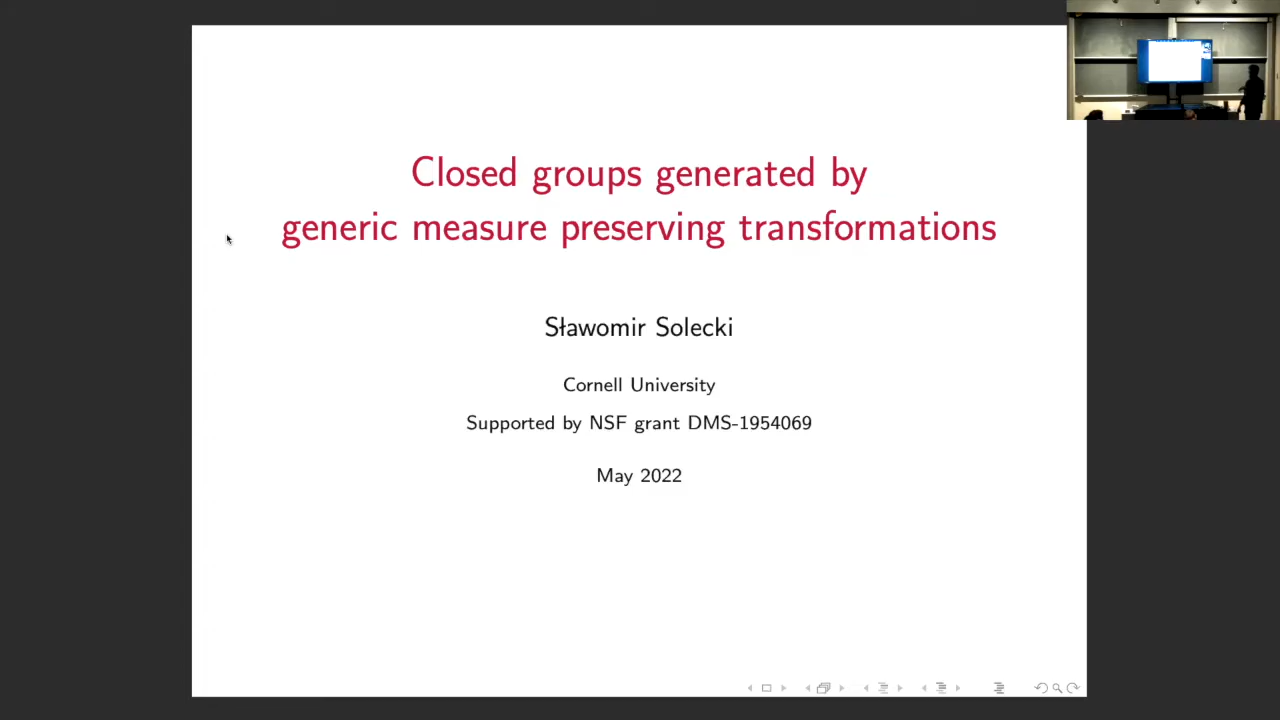 Closed groups generated by
generic measure preserving transformations
Sławomir Solecki
Cornell University
Supported by NSF grant DMS-1954069
May 2022